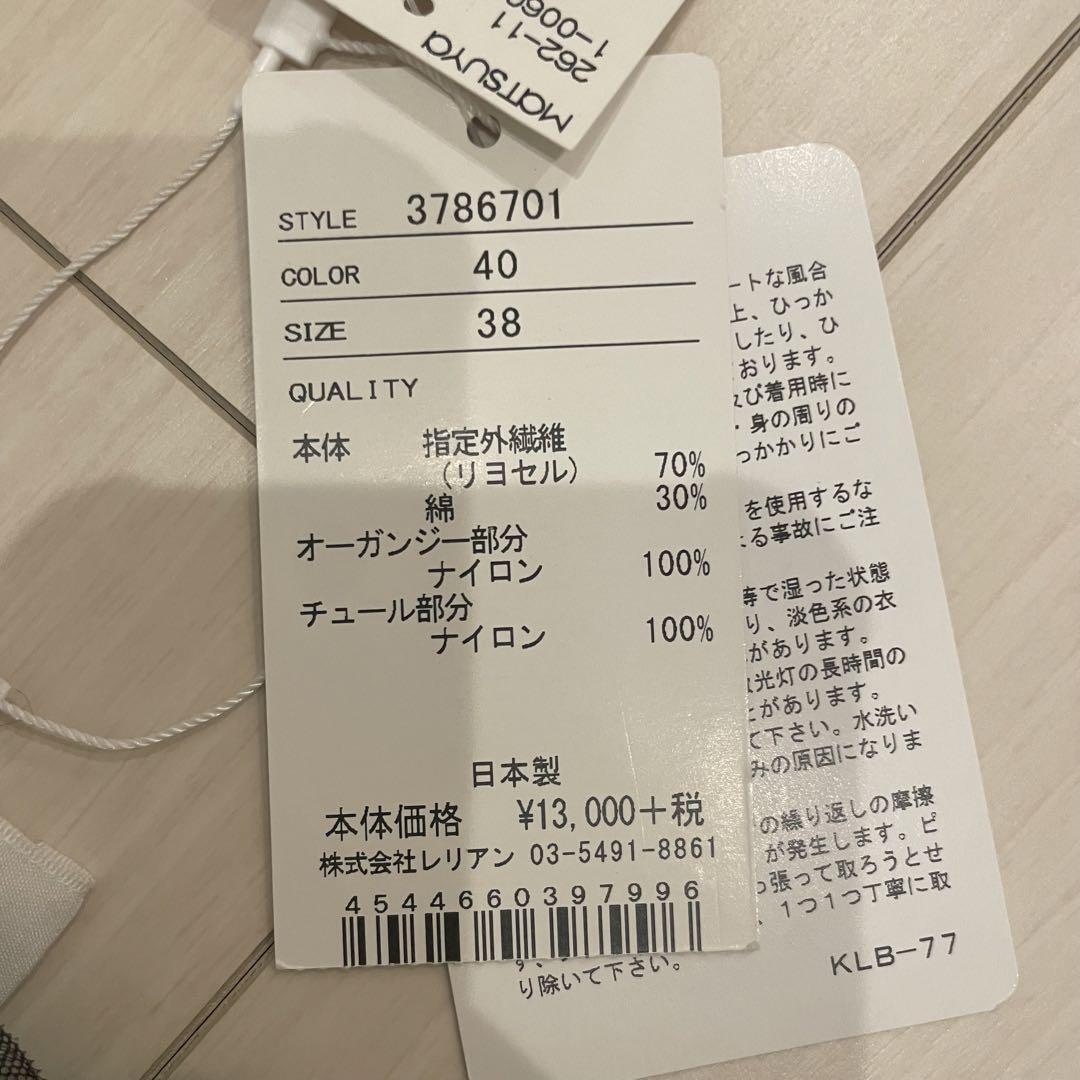 MATSUYA
262-11
1-0060
STYLE 3786701
COLOR 40
SIZE 38
QUALITY
本体 指定外繊維
(リヨセル) 70%
綿 30%
オーガンジー部分
ナイロン 100%
チュール部分
ナイロン 100%
日本製
本体価格 ¥13,000+税
株式会社レリアン 03-5491-8861
4544660397996
ートな風合
上、ひっか
したり、ひ
おります。
及び着用時に
・身の周りの
っかかりにご
を使用するな
よる事故にご注
等で湿った状態
り、淡色系の衣
があります。
光灯の長時間の
とがあります。
て下さい。水洗い
みの原因になりま
の繰り返しの摩擦
が発生します。ピ
っ張って取ろうとせ
、1つ1つ丁寧に取
り除いて下さい。
KLB-77